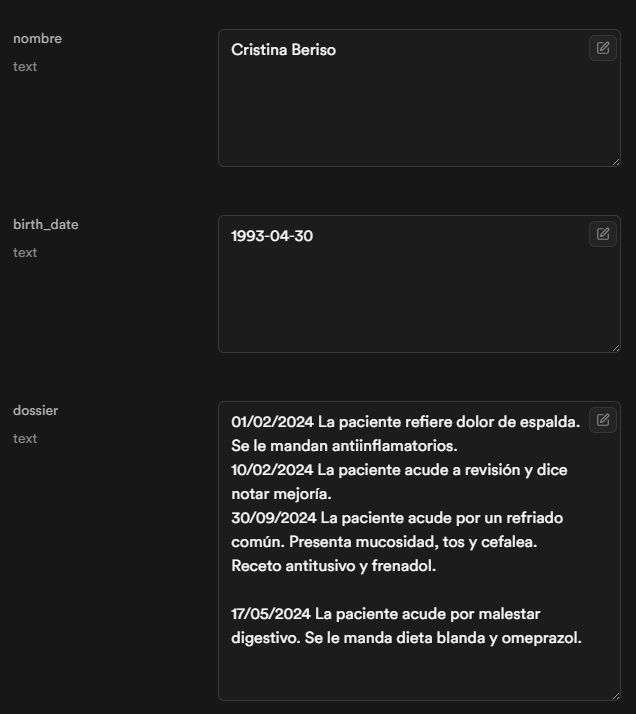 nombre
Cristina Beriso
text
birth_date
1993-04-30
text
dossier
01/02/2024 La paciente refiere dolor de espalda.
Se le mandan antiinflamatorios.
text
10/02/2024 La paciente acude a revisión y dice
notar mejoría.
30/09/2024 La paciente acude por un refriado
común. Presenta mucosidad, tos y cefalea.
Receto antitusivo y frenadol.
17/05/2024 La paciente acude por malestar
digestivo. Se le manda dieta blanda y omeprazol.